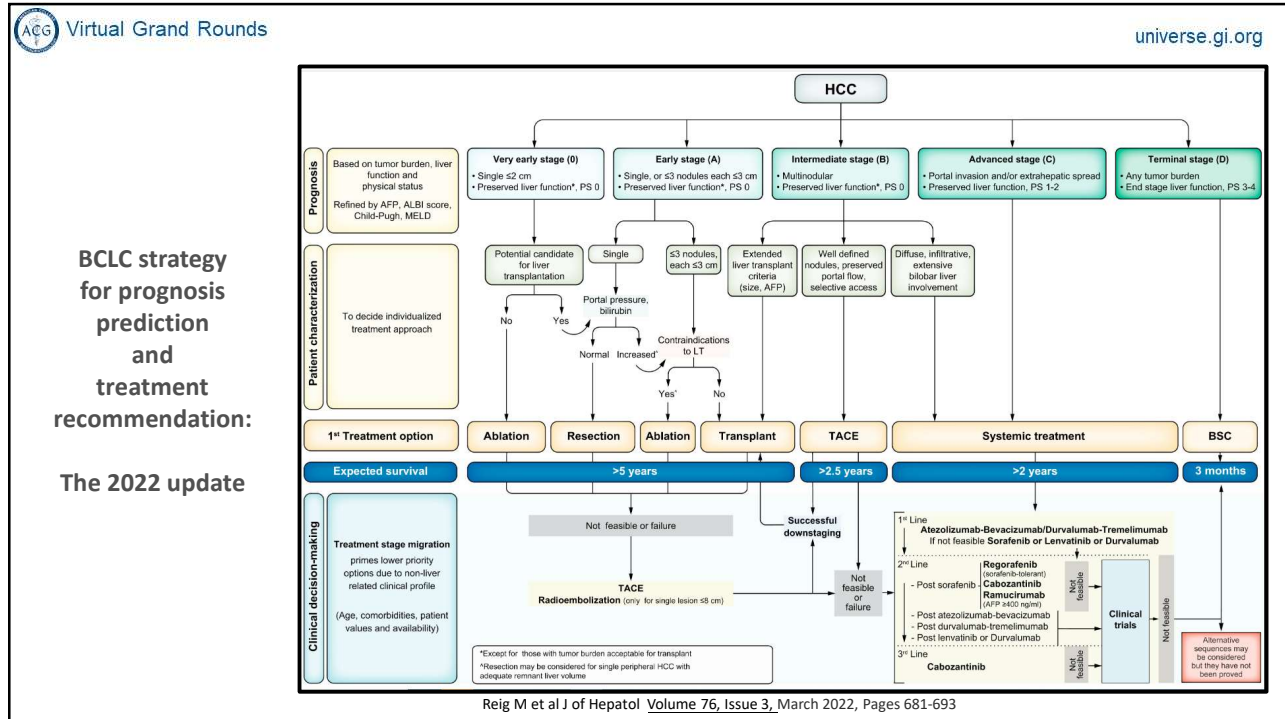 ACG
Virtual Grand Rounds
universe.gi.org
BCLC strategy
for prognosis
prediction
and
treatment
recommendation:
The 2022 update
HCC
Prognosis
Based on tumor burden, liver
function and
physical status
Refined by AFP, ALBI score,
Child-Pugh, MELD
Very early stage (0)
• Single ≤2 cm
• Preserved liver function*, PS 0
Early stage (A)
• Single, or ≤3 nodules each ≤3 cm
• Preserved liver function*, PS 0
Intermediate stage (B)
• Multinodular
• Preserved liver function*, PS 0
Advanced stage (C)
• Portal invasion and/or extrahepatic spread
• Preserved liver function, PS 1-2
Terminal stage (D)
• Any tumor burden
• End stage liver function, PS 3-4
Patient characterization
To decide individualized
treatment approach
Potential candidate
for liver
transplantation
Single
≤3 nodules,
each ≤3 cm
Extended
liver transplant
criteria
(size, AFP)
Well defined
nodules, preserved
portal flow,
selective access
Diffuse, infiltrative,
extensive
bilobar liver
involvement
No
Yes
Portal pressure,
bilirubin
Normal
Increased^
Contraindications
to LT
Yes^
No
1st Treatment option
Ablation
Resection
Ablation
Transplant
TACE
Systemic treatment
BSC
Expected survival
>5 years
>2.5 years
>2 years
3 months
Clinical decision-making
Treatment stage migration
primes lower priority
options due to non-liver
related clinical profile
(Age, comorbidities, patient
values and availability)
Not feasible or failure
Successful
downstaging
TACE
Radioembolization (only for single lesion ≤8 cm)
Not
feasible
or
failure
1st Line
Atezolizumab-Bevacizumab/Durvalumab-Tremelimumab
If not feasible Sorafenib or Lenvatinib or Durvalumab
2nd Line
- Post sorafenib
Regorafenib
(sorafenib-tolerant)
Cabozantinib
Ramucirumab
(AFP ≥400 ng/ml)
- Post atezolizumab-bevacizumab
- Post durvalumab-tremelimumab
- Post lenvatinib or Durvalumab
3rd Line
Cabozantinib
Not
feasible
Not
feasible
Clinical
trials
Not feasible
Alternative
sequences may
be considered
but they have not
been proved
*Except for those with tumor burden acceptable for transplant
^Resection may be considered for single peripheral HCC with
adequate remnant liver volume
Reig M et al J of Hepatol Volume 76, Issue 3, March 2022, Pages 681-693